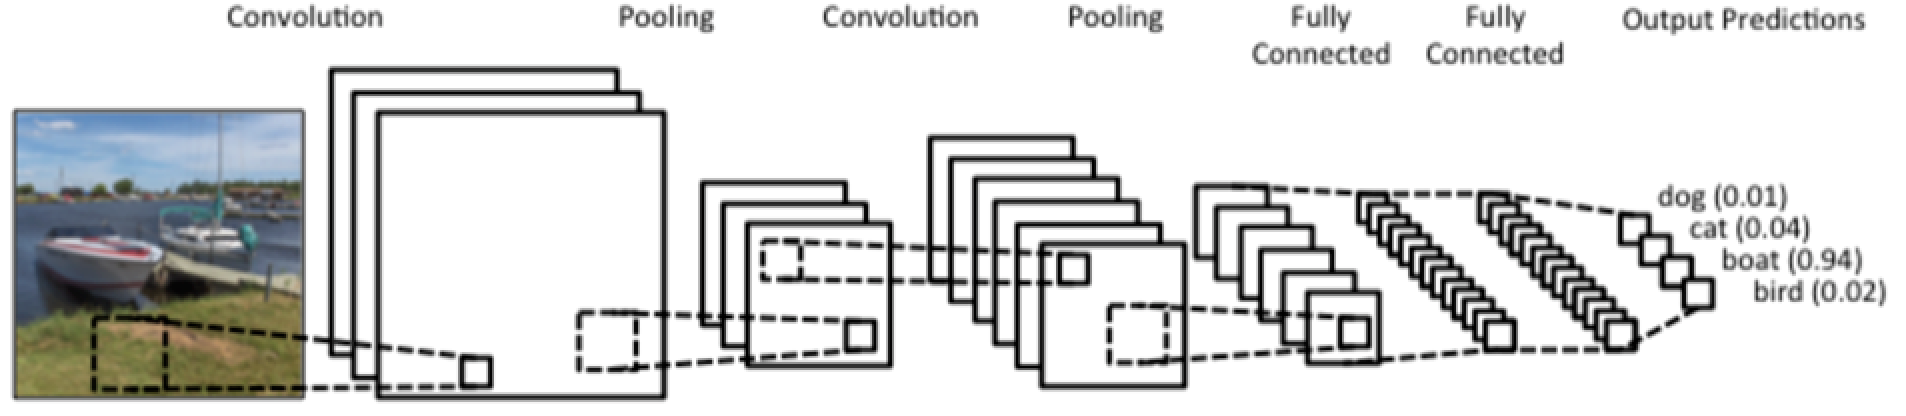 Convolution
Pooling
Convolution
Pooling
Fully
Connected
Fully
Connected
Output Predictions
dog (0.01)
cat (0.04)
boat (0.94)
bird (0.02)